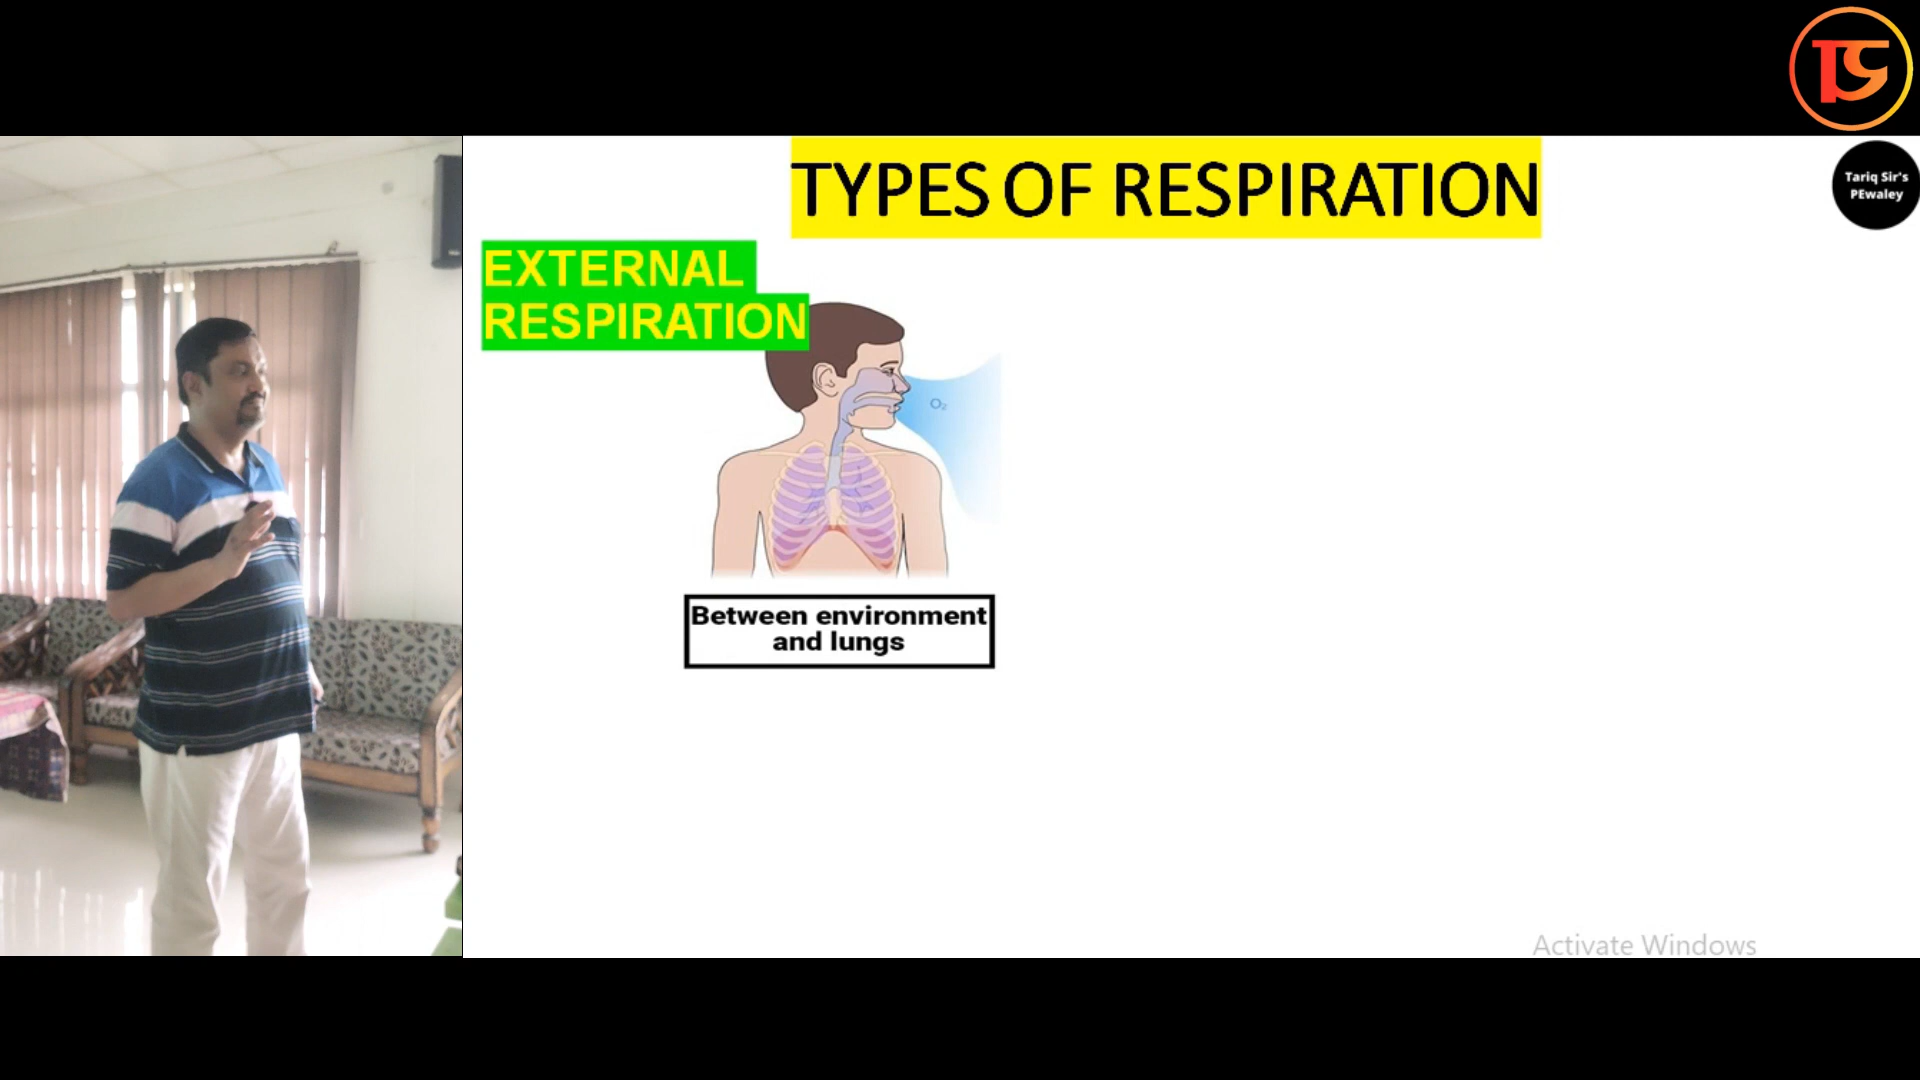 TYPES OF RESPIRATION
Tariq Sir's
PEwaley
EXTERNAL
RESPIRATION
O₂
Between environment
and lungs
Activate Windows